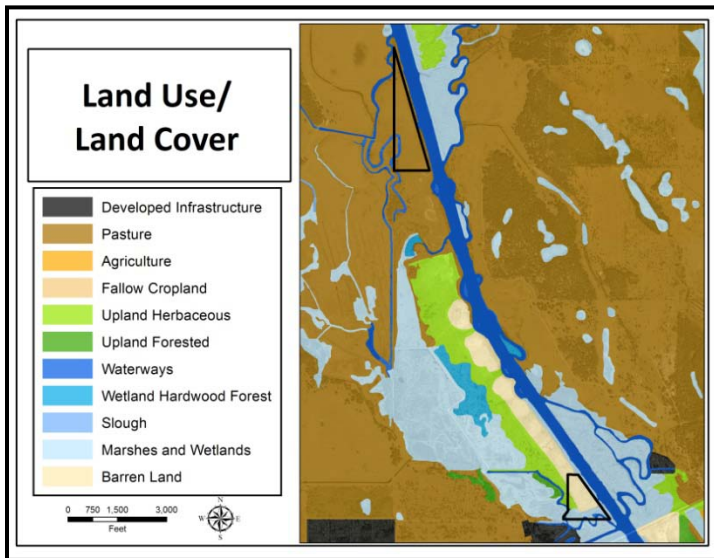 Land Use/
Land Cover
Developed Infrastructure
Pasture
Agriculture
Fallow Cropland
Upland Herbaceous
Upland Forested
Waterways
Wetland Hardwood Forest
Slough
Marshes and Wetlands
Barren Land
0 750 1,500 3,000
Feet
N
W E
S